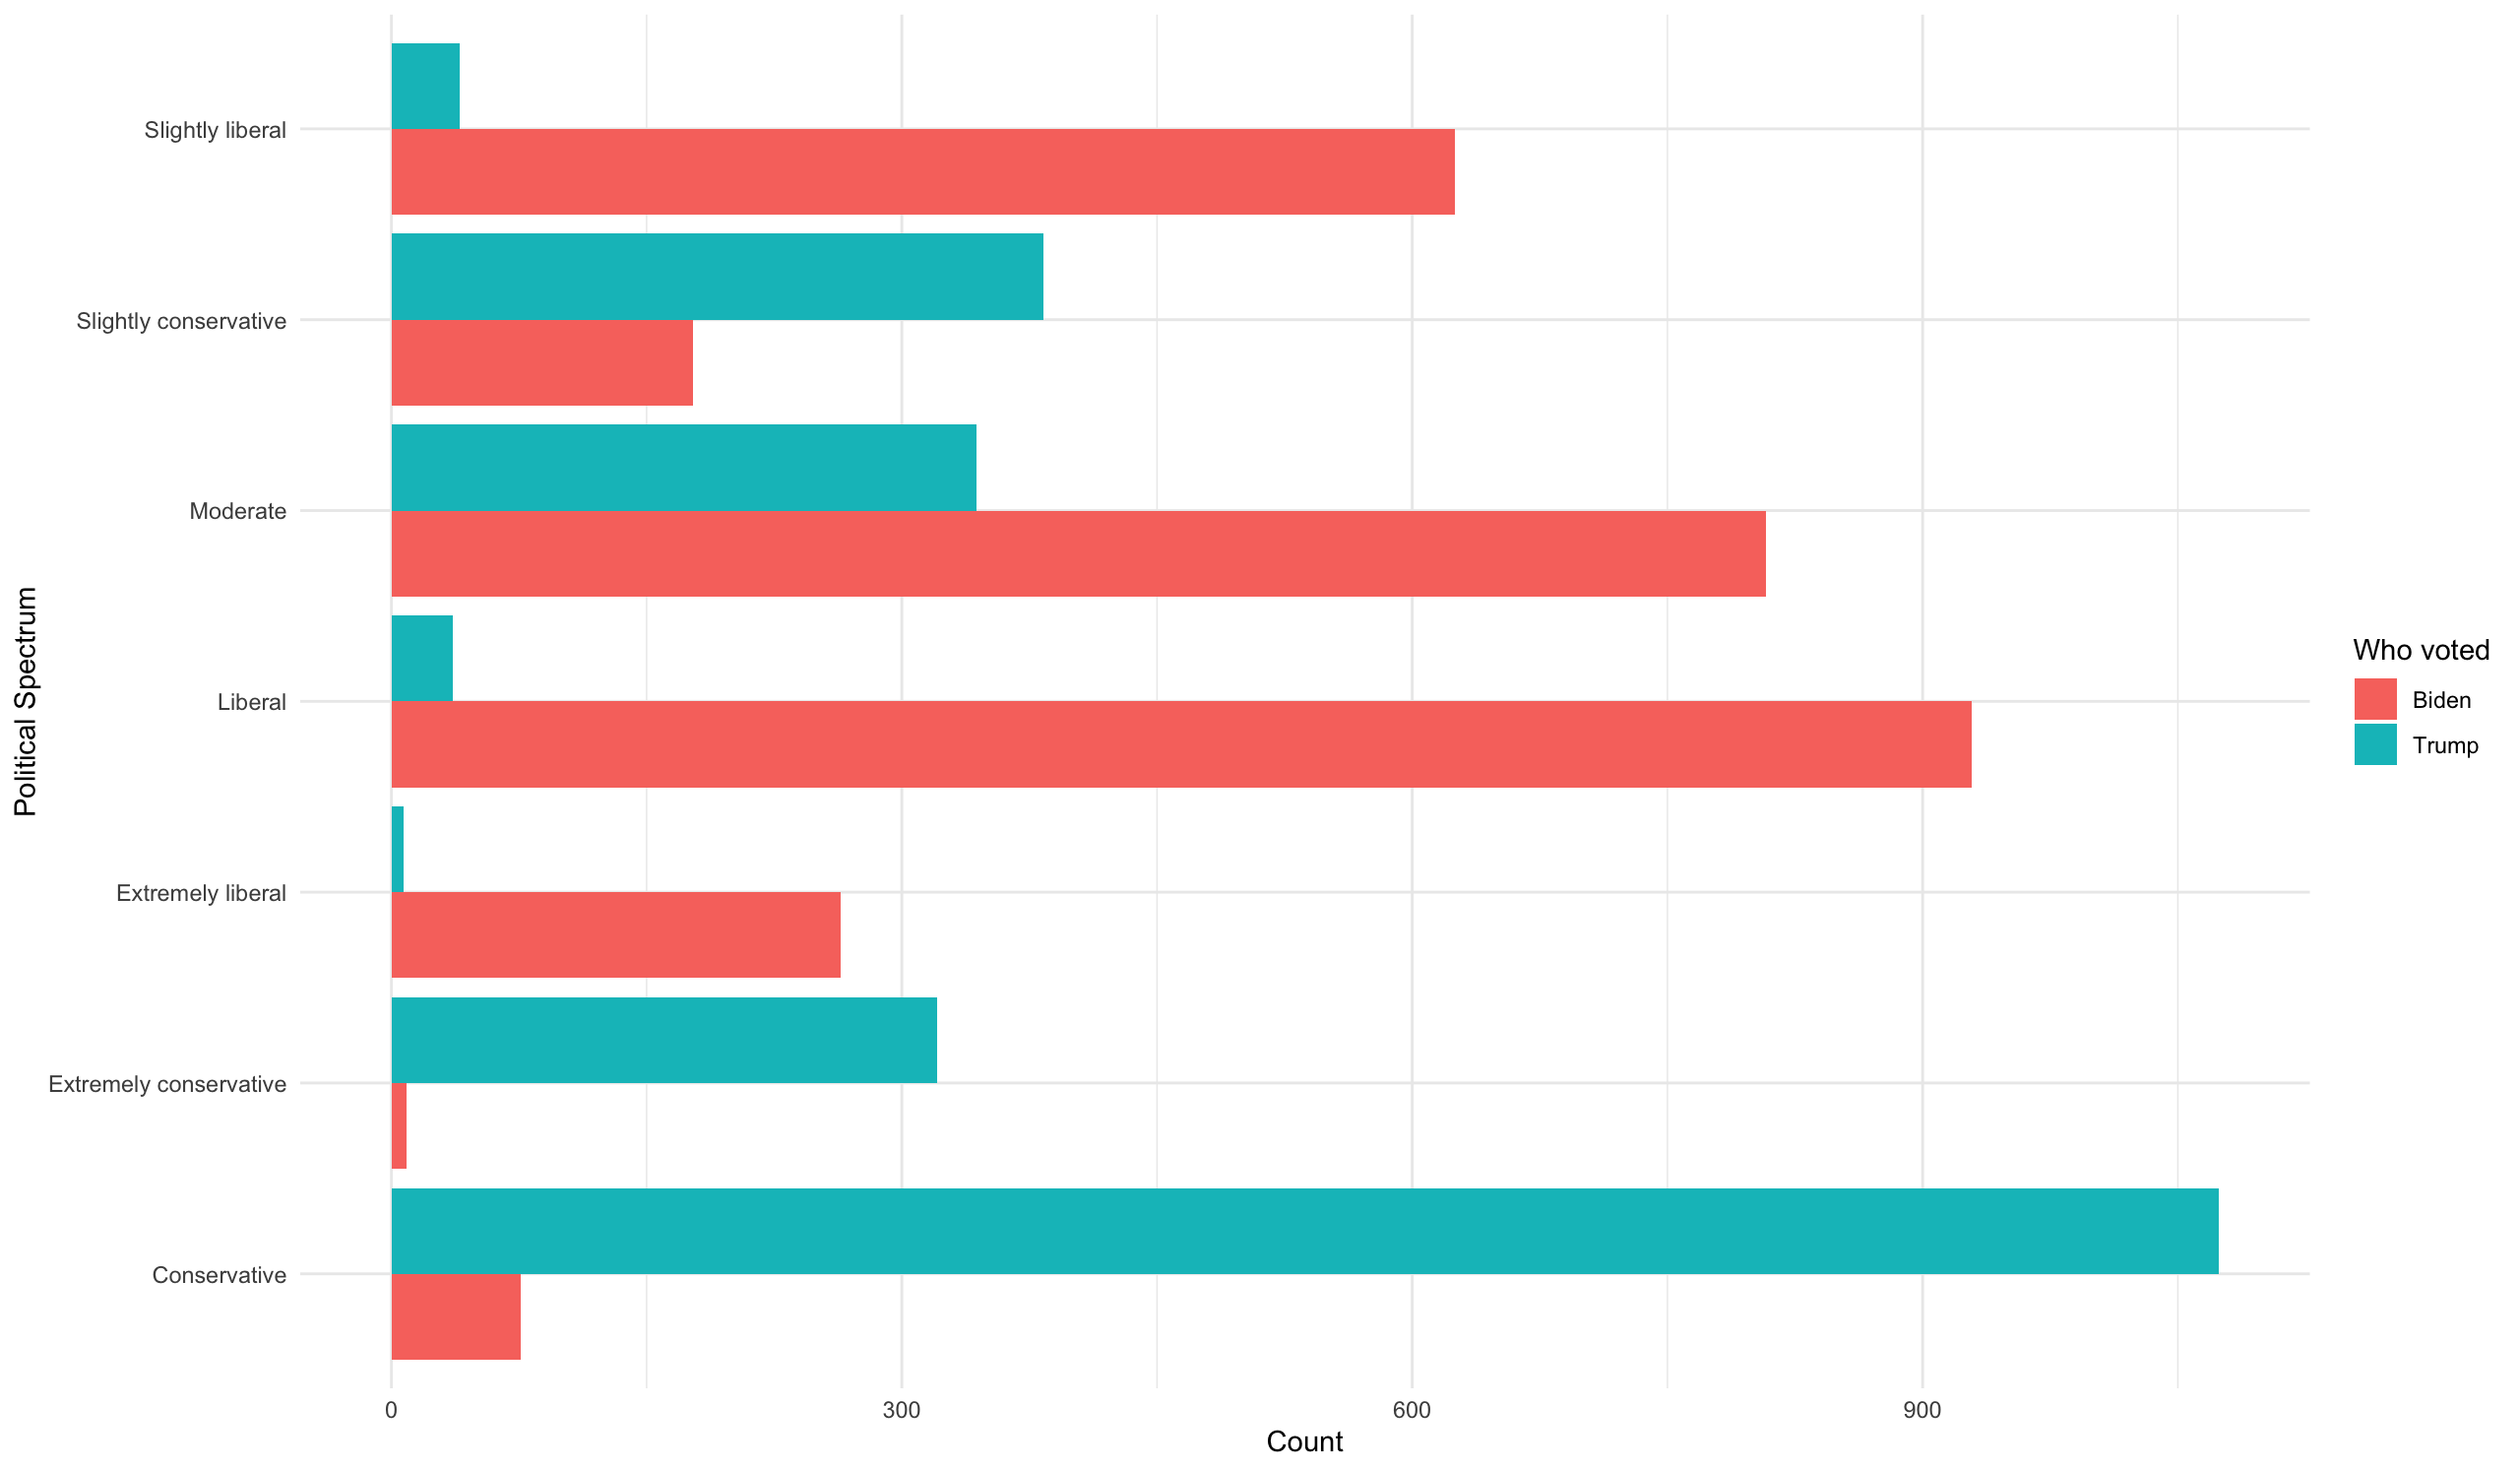 Slightly liberal
Slightly conservative
Moderate
Liberal
Extremely liberal
Extremely conservative
Conservative
Political Spectrum
0 300 600 900
Count
Who voted
Biden
Trump